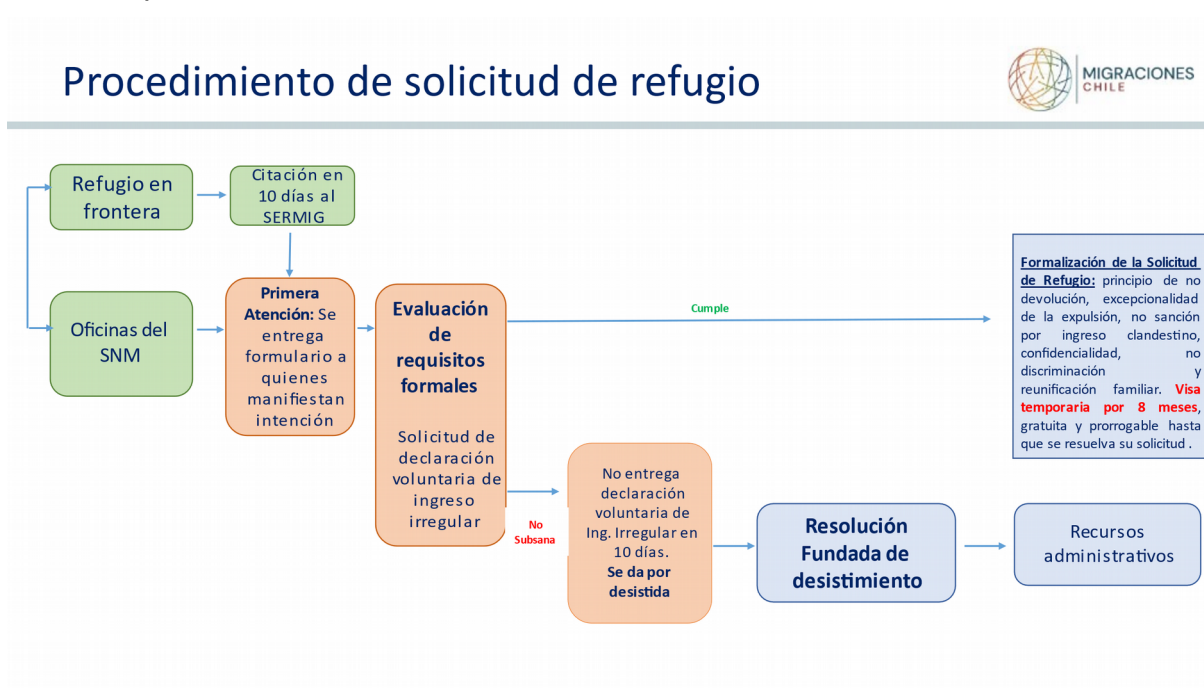 Procedimiento de solicitud de refugio
MIGRACIONES
CHILE
Refugio en
frontera
Citación en
10 días al
SERMIG
Oficinas del
SNM
Primera
Atención: Se
entrega
formulario a
quienes
manifiestan
intención
Evaluación
de
requisitos
formales
Solicitud de
declaración
voluntaria de
ingreso
irregular
Cumple
No
Subsana
No entrega
declaración
voluntaria de
Ing. Irregular en
10 días.
Se da por
desistida
Resolución
Fundada de
desistimiento
Formalización de la Solicitud
de Refugio: principio de no
devolución, excepcionalidad
de la expulsión, no sanción
por ingreso clandestino,
confidencialidad, no
discriminación y
reunificación familiar. Visa
temporaria por 8 meses,
gratuita y prorrogable hasta
que se resuelva su solicitud .
Recursos
administrativos